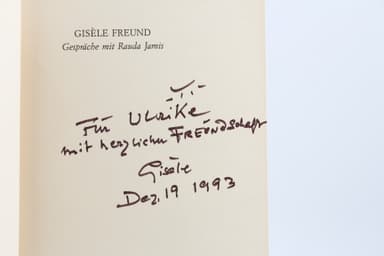 GISÈLE FREUND
Gespräche mit Rauda Jamis
Für Ulrike
mit herzlicher FREUNDschaft
Gisèle
Dez. 19 1993